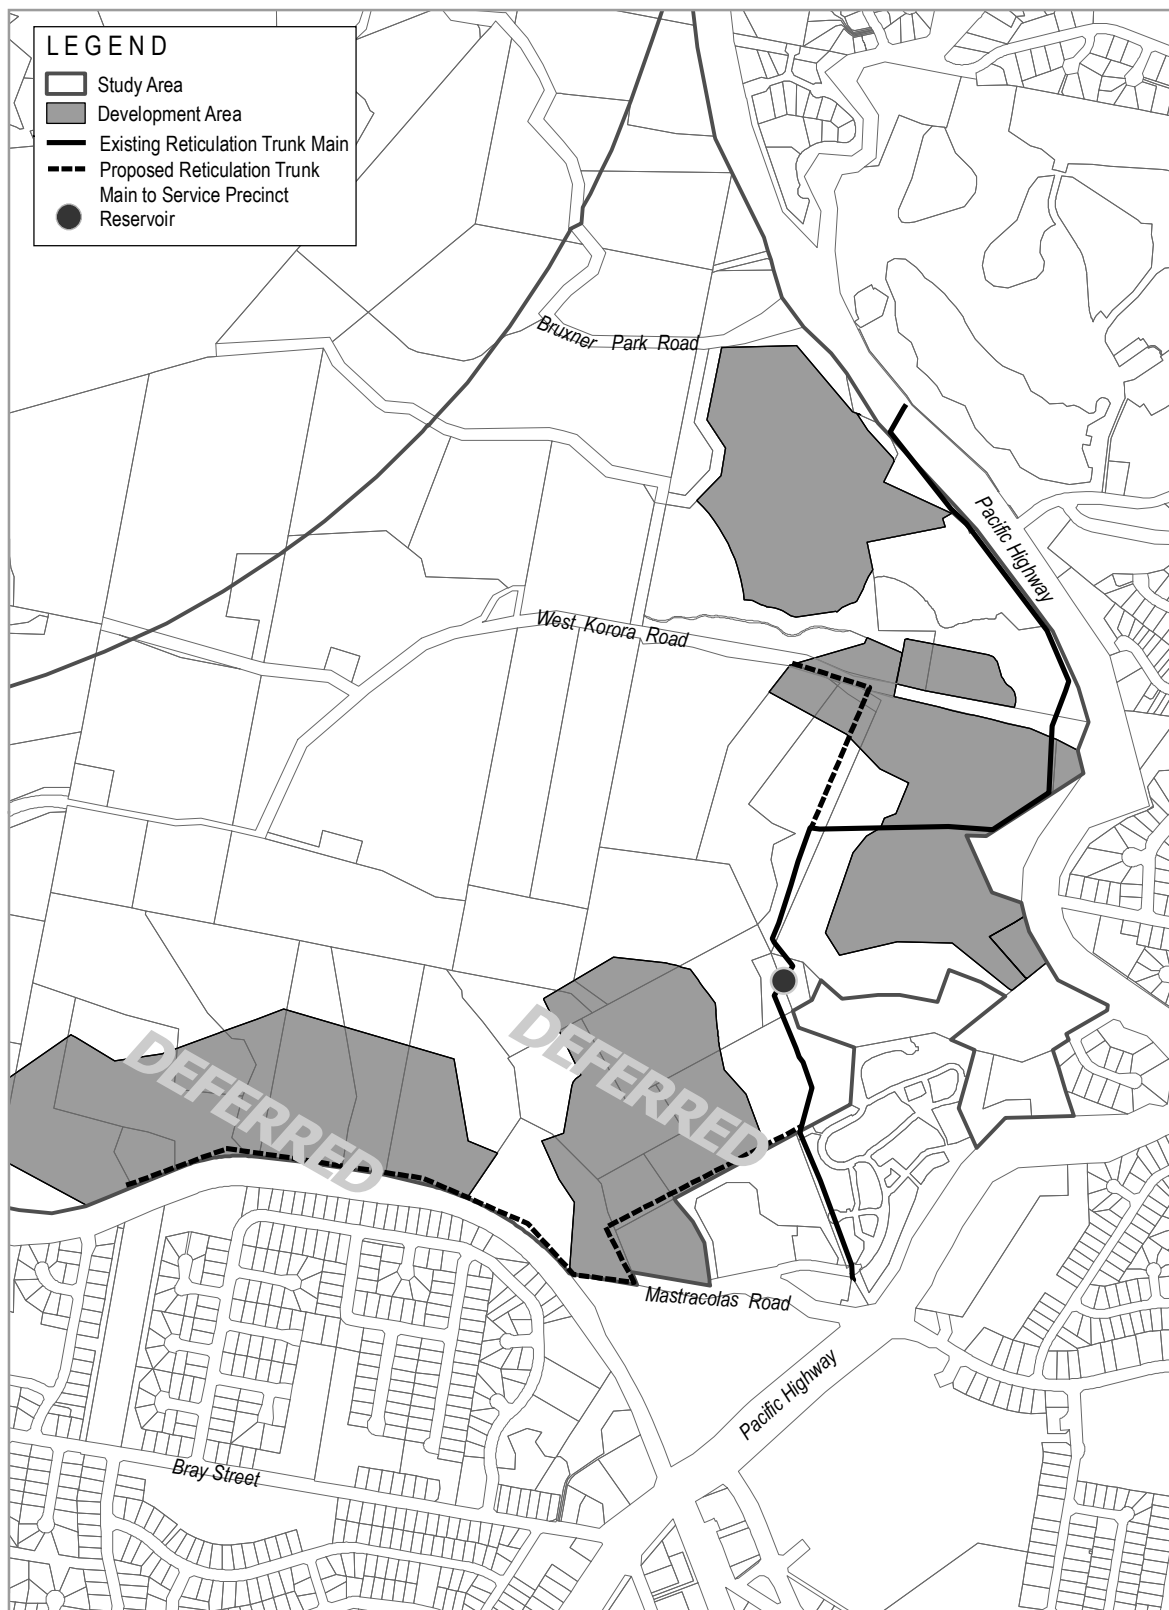 LEGEND
Study Area
Development Area
Existing Reticulation Trunk Main
Proposed Reticulation Trunk
Main to Service Precinct
Reservoir
Bruxner Park Road
Pacific Highway
West Korora Road
DEFERRED
DEFERRED
Mastracolas Road
Pacific Highway
Bray Street